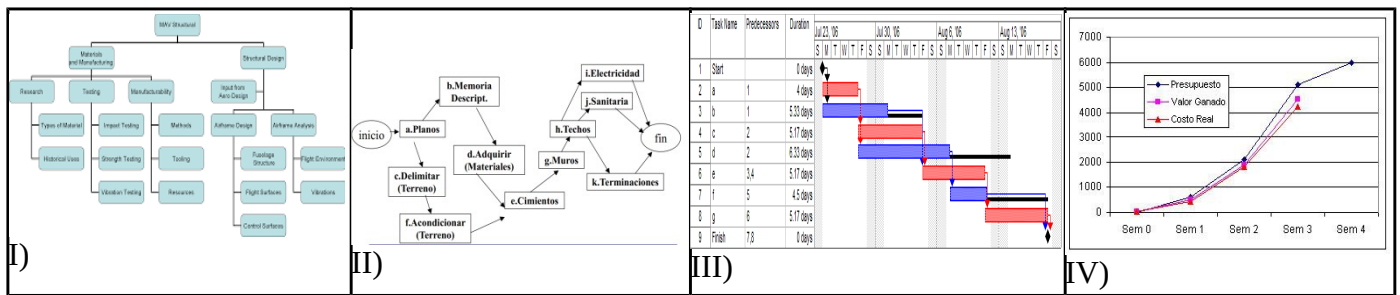 MAV Structural
Materials
and Manufacturing
Structural Design
Research
Testing
Manufacturability
Input from
Aero Design
Types of Material
Impact Testing
Methods
Airframe Design
Airframe Analysis
Historical Uses
Strength Testing
Tooling
Fuselage
Structure
Flight Environment
Vibration Testing
Resources
Flight Surfaces
Vibrations
Control Surfaces
I)
inicio
a.Planos
b.Memoria
Descript.
c.Delimitar
(Terreno)
d.Adquirir
(Materiales)
f.Acondicionar
(Terreno)
e.Cimientos
g.Muros
h.Techos
i.Electricidad
j.Sanitaria
k.Terminaciones
fin
II)
ID Task Name Predecessors Duration
Jul 23, '06 Jul 30, '06 Aug 6, '06 Aug 13, '06
S M T W T F S S M T W T F S S M T W T F S S M T W T F S
1 Start 0 days
2 a 1 4 days
3 b 1 5.33 days
4 c 2 5.17 days
5 d 2 6.33 days
6 e 3,4 5.17 days
7 f 5 4.5 days
8 g 6 5.17 days
9 Finish 7,8 0 days
III)
7000
6000
5000
4000
3000
2000
1000
0
Presupuesto
Valor Ganado
Costo Real
Sem 0 Sem 1 Sem 2 Sem 3 Sem 4
IV)